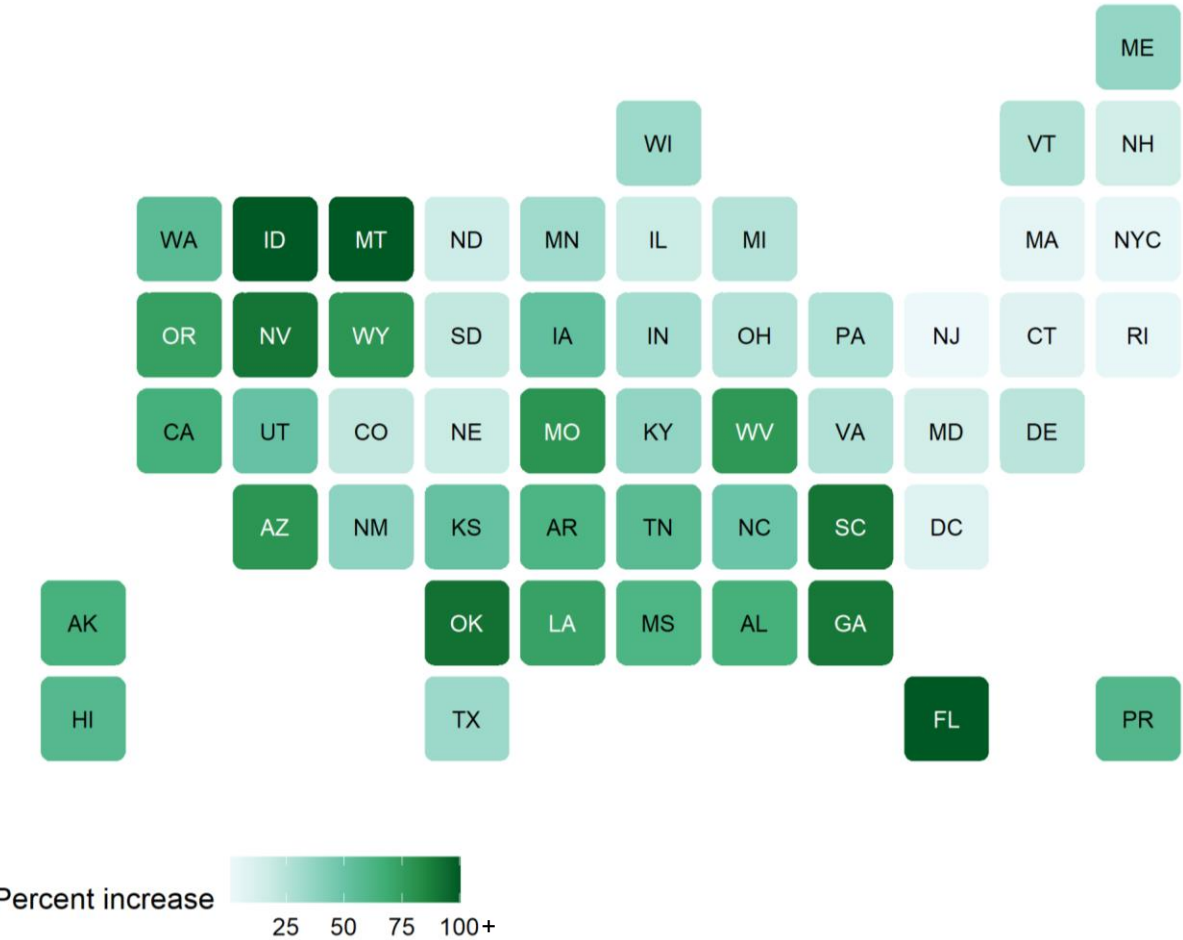 ME
WI VT NH
WA ID MT ND MN IL MI MA NYC
OR NV WY SD IA IN OH PA NJ CT RI
CA UT CO NE MO KY WV VA MD DE
AZ NM KS AR TN NC SC DC
AK OK LA MS AL GA
HI TX FL PR
Percent increase
25 50 75 100+